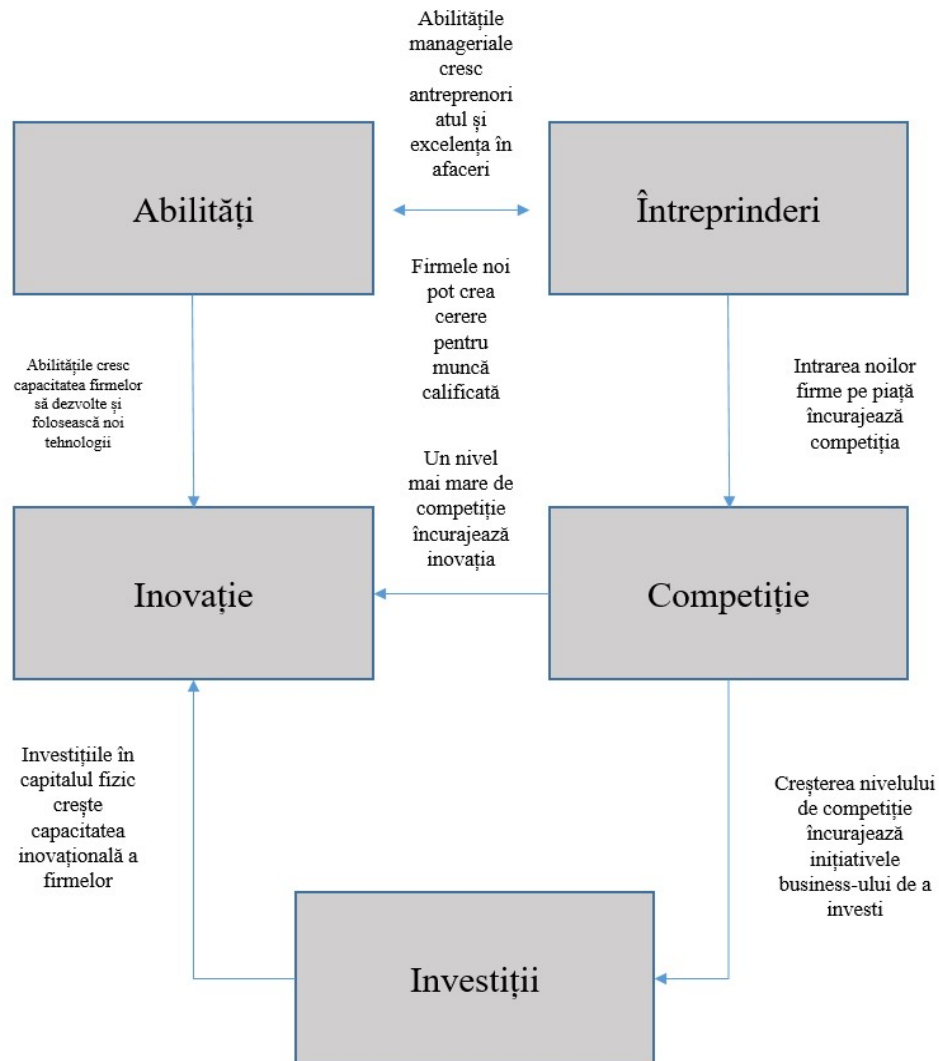 Abilitățile
manageriale
cresc
antreprenori
atul și
excelența în
afaceri
Abilități
Întreprinderi
Firmele noi
pot crea
cerere
pentru
muncă
calificată
Abilitățile cresc
capacitatea firmelor
să dezvolte și
folosească noi
tehnologii
Intrarea noilor
firme pe piață
încurajează
competiția
Un nivel
mai mare de
competiție
încurajează
inovația
Inovație
Competiție
Investițiile în
capitalul fizic
crește
capacitatea
inovațională a
firmelor
Creșterea nivelului
de competiție
încurajează
inițiativele
business-ului de a
investi
Investiții